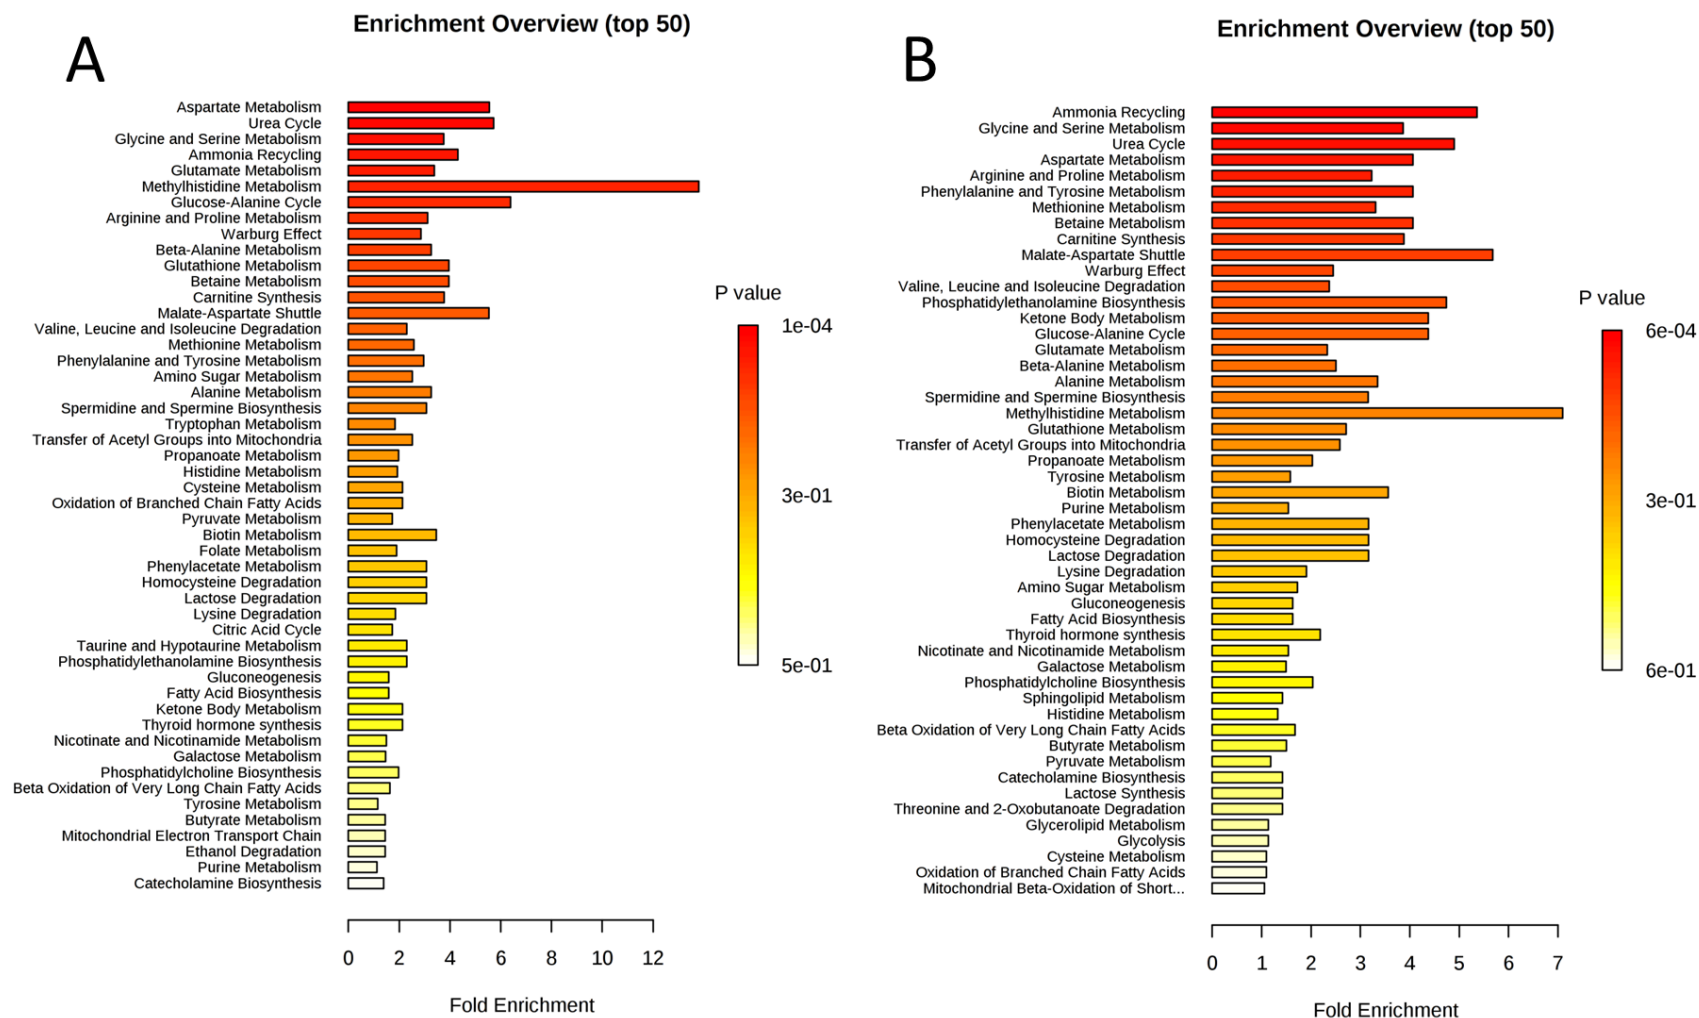 A
Enrichment Overview (top 50)
Aspartate Metabolism
Urea Cycle
Glycine and Serine Metabolism
Ammonia Recycling
Glutamate Metabolism
Methylhistidine Metabolism
Glucose-Alanine Cycle
Arginine and Proline Metabolism
Warburg Effect
Beta-Alanine Metabolism
Glutathione Metabolism
Betaine Metabolism
Carnitine Synthesis
Malate-Aspartate Shuttle
Valine, Leucine and Isoleucine Degradation
Methionine Metabolism
Phenylalanine and Tyrosine Metabolism
Amino Sugar Metabolism
Alanine Metabolism
Spermidine and Spermine Biosynthesis
Tryptophan Metabolism
Transfer of Acetyl Groups into Mitochondria
Propanoate Metabolism
Histidine Metabolism
Cysteine Metabolism
Oxidation of Branched Chain Fatty Acids
Pyruvate Metabolism
Biotin Metabolism
Folate Metabolism
Phenylacetate Metabolism
Homocysteine Degradation
Lactose Degradation
Lysine Degradation
Citric Acid Cycle
Taurine and Hypotaurine Metabolism
Phosphatidylethanolamine Biosynthesis
Gluconeogenesis
Fatty Acid Biosynthesis
Ketone Body Metabolism
Thyroid hormone synthesis
Nicotinate and Nicotinamide Metabolism
Galactose Metabolism
Phosphatidylcholine Biosynthesis
Beta Oxidation of Very Long Chain Fatty Acids
Tyrosine Metabolism
Butyrate Metabolism
Mitochondrial Electron Transport Chain
Ethanol Degradation
Purine Metabolism
Catecholamine Biosynthesis
0 2 4 6 8 10 12
Fold Enrichment
P value
1e-04
3e-01
5e-01
B
Enrichment Overview (top 50)
Ammonia Recycling
Glycine and Serine Metabolism
Urea Cycle
Aspartate Metabolism
Arginine and Proline Metabolism
Phenylalanine and Tyrosine Metabolism
Methionine Metabolism
Betaine Metabolism
Carnitine Synthesis
Malate-Aspartate Shuttle
Warburg Effect
Valine, Leucine and Isoleucine Degradation
Phosphatidylethanolamine Biosynthesis
Ketone Body Metabolism
Glucose-Alanine Cycle
Glutamate Metabolism
Beta-Alanine Metabolism
Alanine Metabolism
Spermidine and Spermine Biosynthesis
Methylhistidine Metabolism
Glutathione Metabolism
Transfer of Acetyl Groups into Mitochondria
Propanoate Metabolism
Tyrosine Metabolism
Biotin Metabolism
Purine Metabolism
Phenylacetate Metabolism
Homocysteine Degradation
Lactose Degradation
Lysine Degradation
Amino Sugar Metabolism
Gluconeogenesis
Fatty Acid Biosynthesis
Thyroid hormone synthesis
Nicotinate and Nicotinamide Metabolism
Galactose Metabolism
Phosphatidylcholine Biosynthesis
Sphingolipid Metabolism
Histidine Metabolism
Beta Oxidation of Very Long Chain Fatty Acids
Butyrate Metabolism
Pyruvate Metabolism
Catecholamine Biosynthesis
Lactose Synthesis
Threonine and 2-Oxobutanoate Degradation
Glycerolipid Metabolism
Glycolysis
Cysteine Metabolism
Oxidation of Branched Chain Fatty Acids
Mitochondrial Beta-Oxidation of Short...
0 1 2 3 4 5 6 7
Fold Enrichment
P value
6e-04
3e-01
6e-01